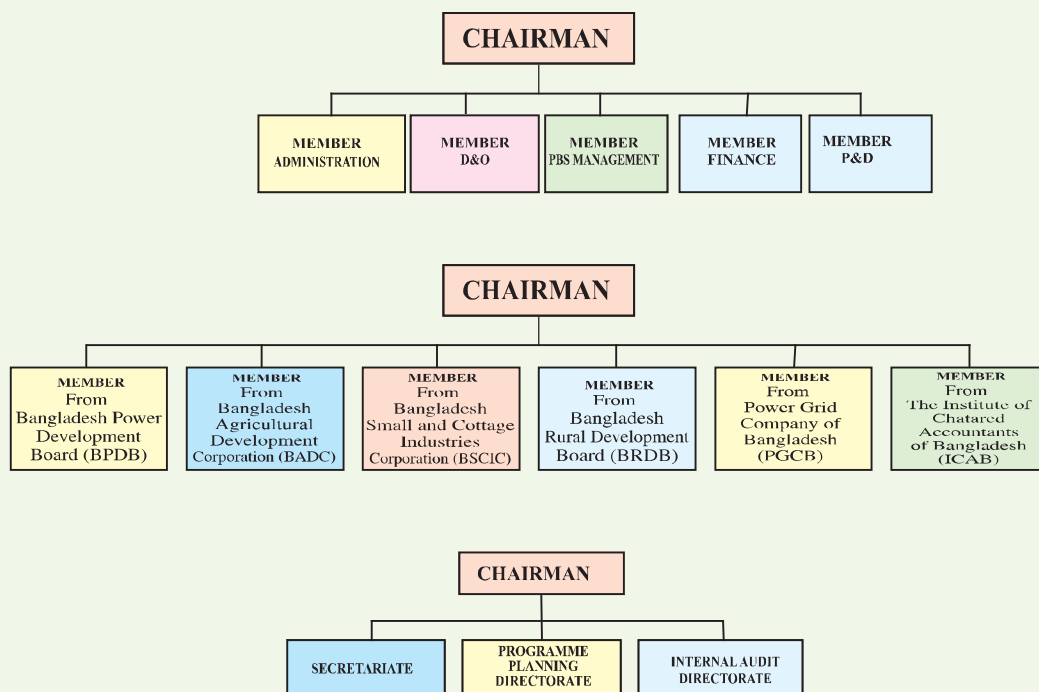 CHAIRMAN
MEMBER
ADMINISTRATION
MEMBER
D&O
MEMBER
PBS MANAGEMENT
MEMBER
FINANCE
MEMBER
P&D
CHAIRMAN
MEMBER
From
Bangladesh Power
Development
Board (BPDB)
MEMBER
From
Bangladesh
Agricultural
Development
Corporation (BADC)
MEMBER
From
Bangladesh
Small and Cottage
Industries
Corporation (BSCIC)
MEMBER
From
Bangladesh
Rural Development
Board (BRDB)
MEMBER
From
Power Grid
Company of
Bangladesh
(PGCB)
MEMBER
From
The Institute of
Chatared
Accountants
of Bangladesh
(ICAB)
CHAIRMAN
SECRETARIATE
PROGRAMME
PLANNING
DIRECTORATE
INTERNAL AUDIT
DIRECTORATE